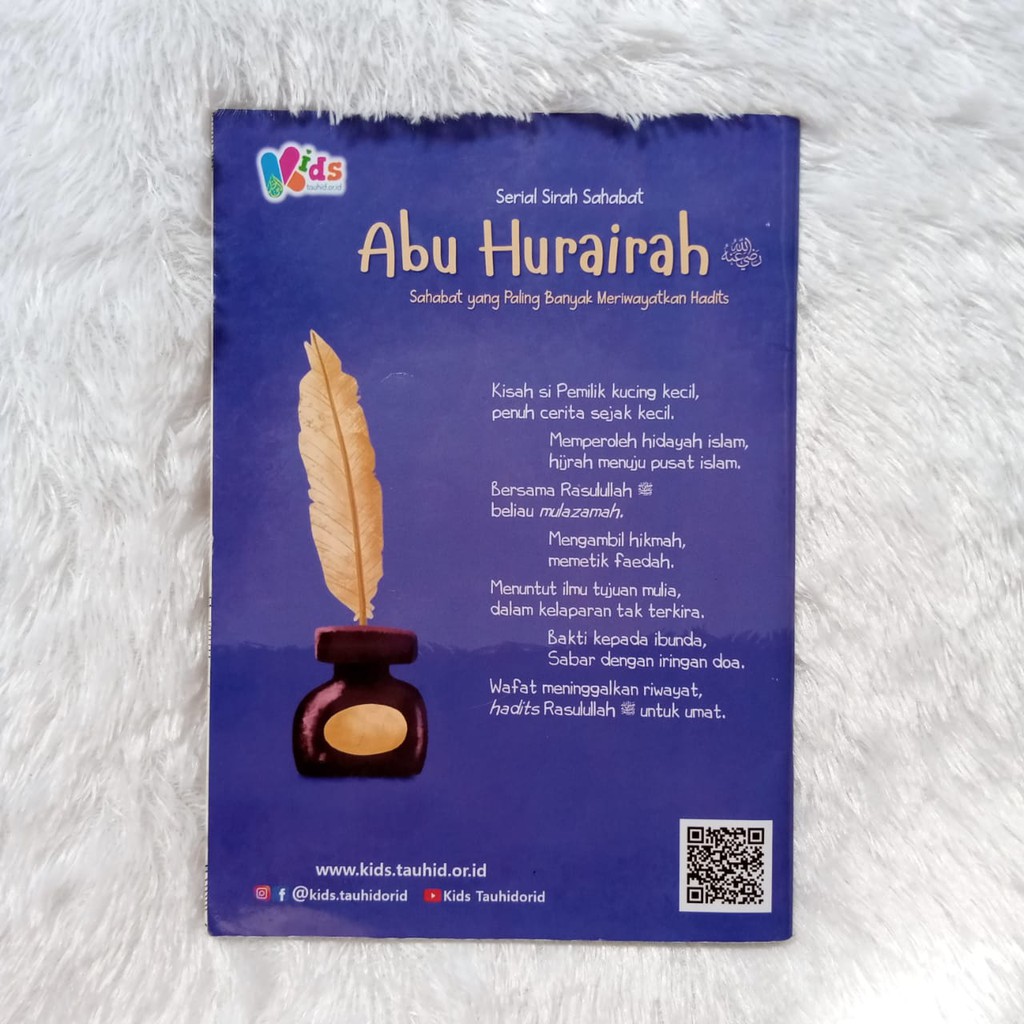 Kids
tauhid.or.id
Serial Sirah Sahabat
Abu Hurairah رضي الله عنه
Sahabat yang Paling Banyak Meriwayatkan Hadits
Kisah si Pemilik kucing kecil,
penuh cerita sejak kecil.
Memperoleh hidayah islam,
hijrah menuju pusat islam.
Bersama Rasulullah ﷺ
beliau mulazamah.
Mengambil hikmah,
memetik faedah.
Menuntut ilmu tujuan mulia,
dalam kelaparan tak terkira.
Bakti kepada ibunda,
Sabar dengan iringan doa.
Wafat meninggalkan riwayat,
hadits Rasulullah ﷺ untuk umat.
www.kids.tauhid.or.id
@kids.tauhidorid Kids Tauhidorid